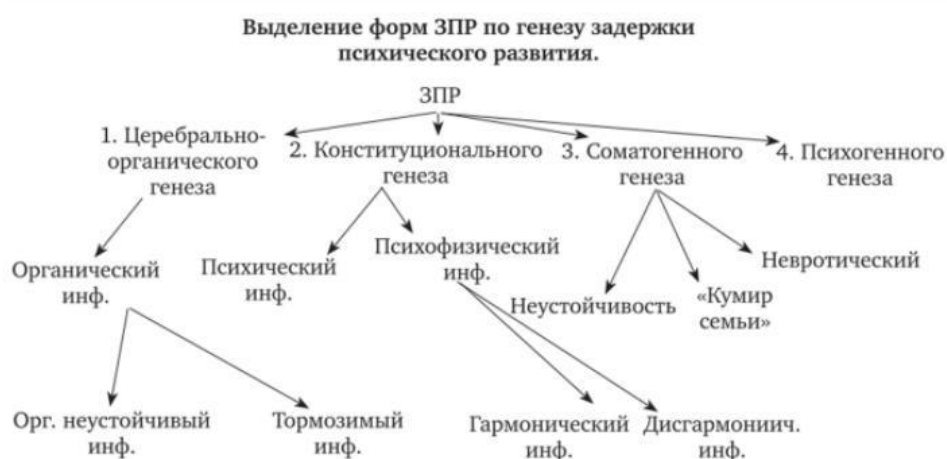 Выделение форм ЗПР по генезу задержки
психического развития.
ЗПР
1. Церебрально-
органического
генеза
2. Конституционального
генеза
3. Соматогенного
генеза
4. Психогенного
генеза
Органический
инф.
Психический
инф.
Психофизический
инф.
Неустойчивость
«Кумир
семьи»
Невротический
Орг. неустойчивый
инф.
Тормозимый
инф.
Гармонический
инф.
Дисгармониич.
инф.